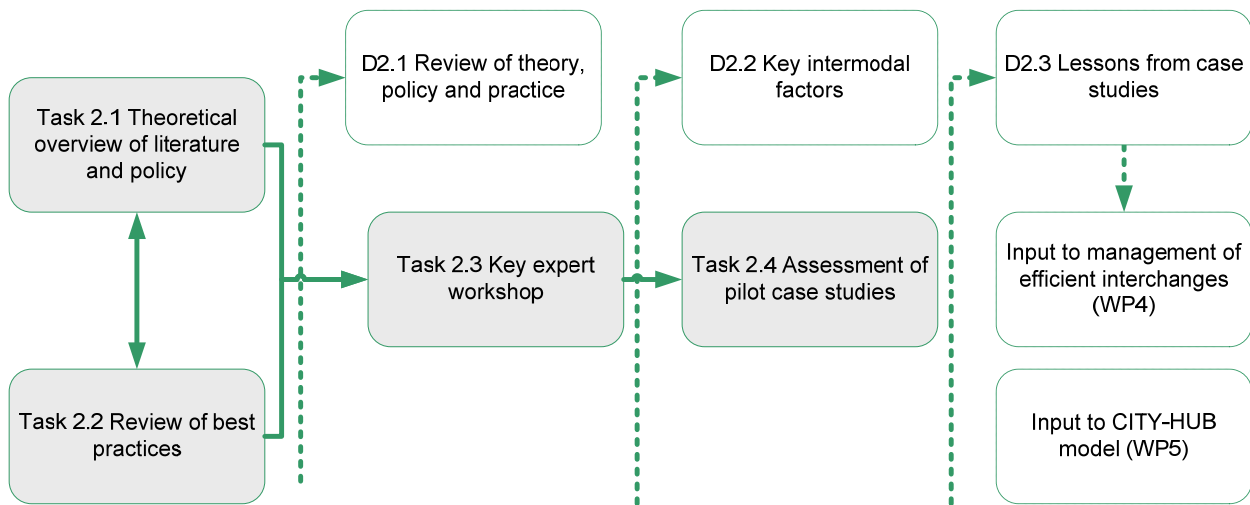 Task 2.1 Theoretical
overview of literature
and policy
Task 2.2 Review of best
practices
D2.1 Review of theory,
policy and practice
Task 2.3 Key expert
workshop
D2.2 Key intermodal
factors
Task 2.4 Assessment of
pilot case studies
D2.3 Lessons from case
studies
Input to management of
efficient interchanges
(WP4)
Input to CITY-HUB
model (WP5)